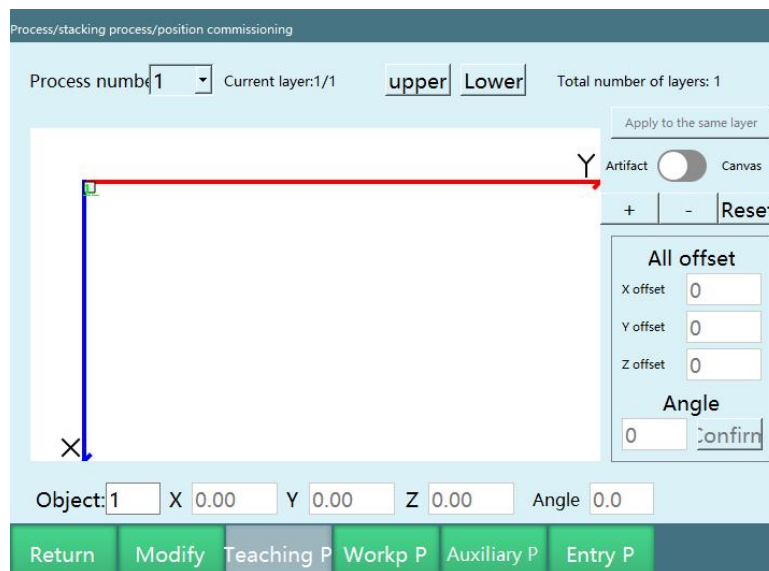 Process/stacking process/position commissioning
Process numbe 1 Current layer:1/1 upper Lower Total number of layers: 1
Apply to the same layer
Y Artifact Canvas
+ - Reset
All offset
X offset 0
Y offset 0
Z offset 0
Angle
0 Confirm
X
Object: 1 X 0.00 Y 0.00 Z 0.00 Angle 0.0
Return Modify Teaching P Workp P Auxiliary P Entry P